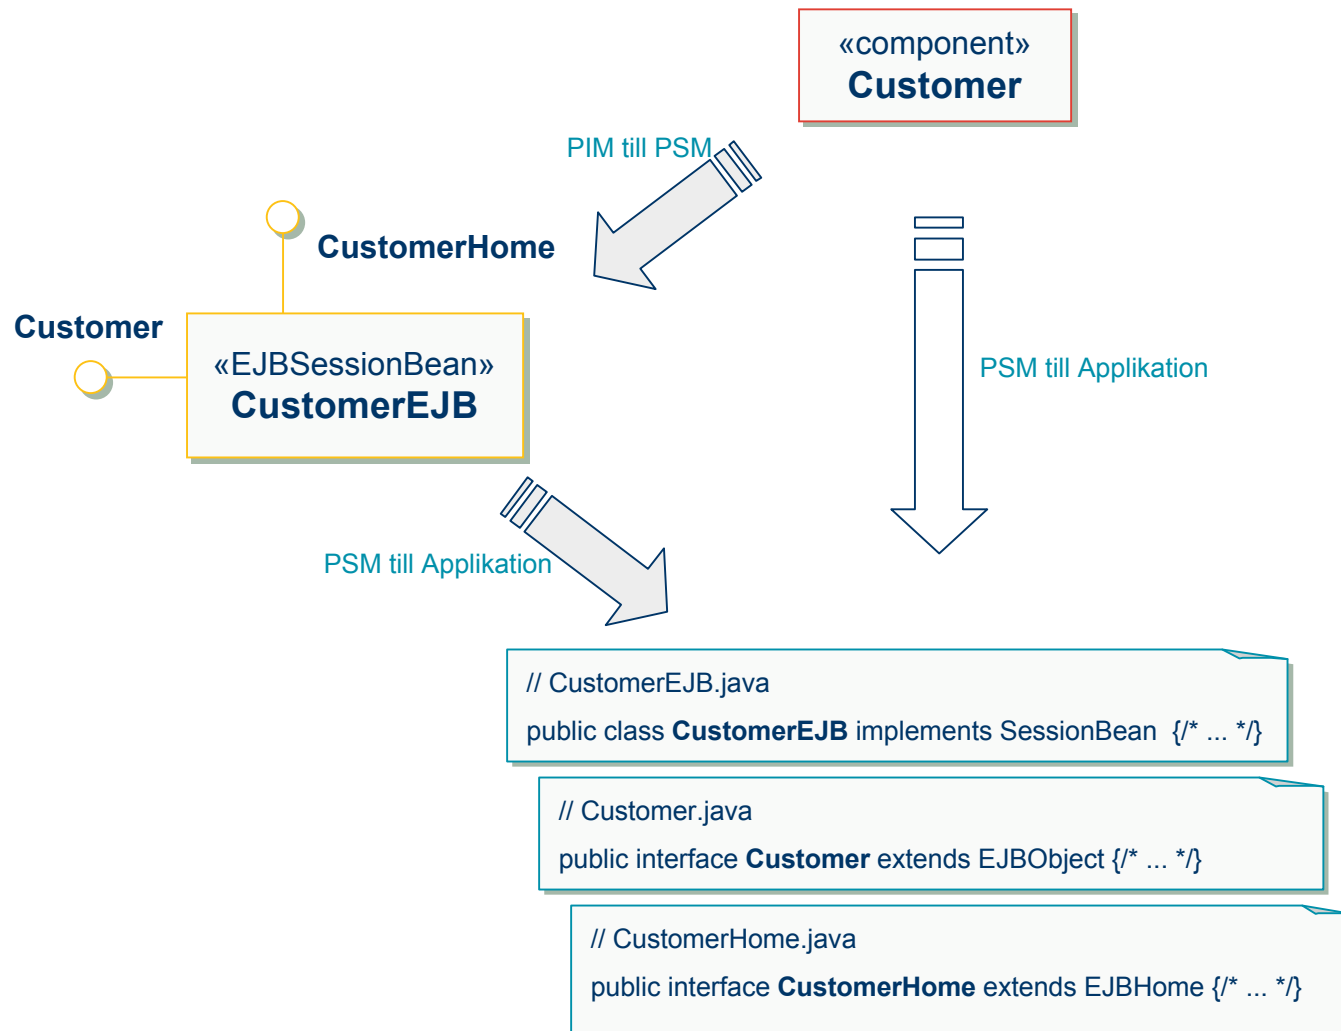 «component»
Customer
PIM till PSM
CustomerHome
Customer
«EJBSessionBean»
CustomerEJB
PSM till Applikation
PSM till Applikation
// CustomerEJB.java
public class CustomerEJB implements SessionBean {/* ... */}
// Customer.java
public interface Customer extends EJBObject {/* ... */}
// CustomerHome.java
public interface CustomerHome extends EJBHome {/* ... */}